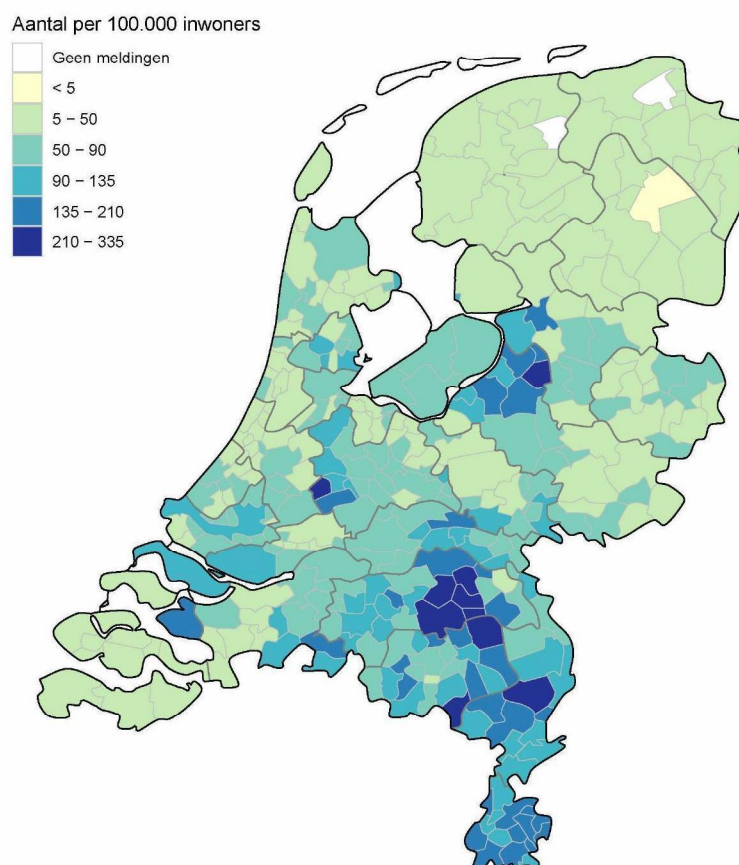 Aantal per 100.000 inwoners
Geen meldingen
< 5
5 – 50
50 – 90
90 – 135
135 – 210
210 – 335